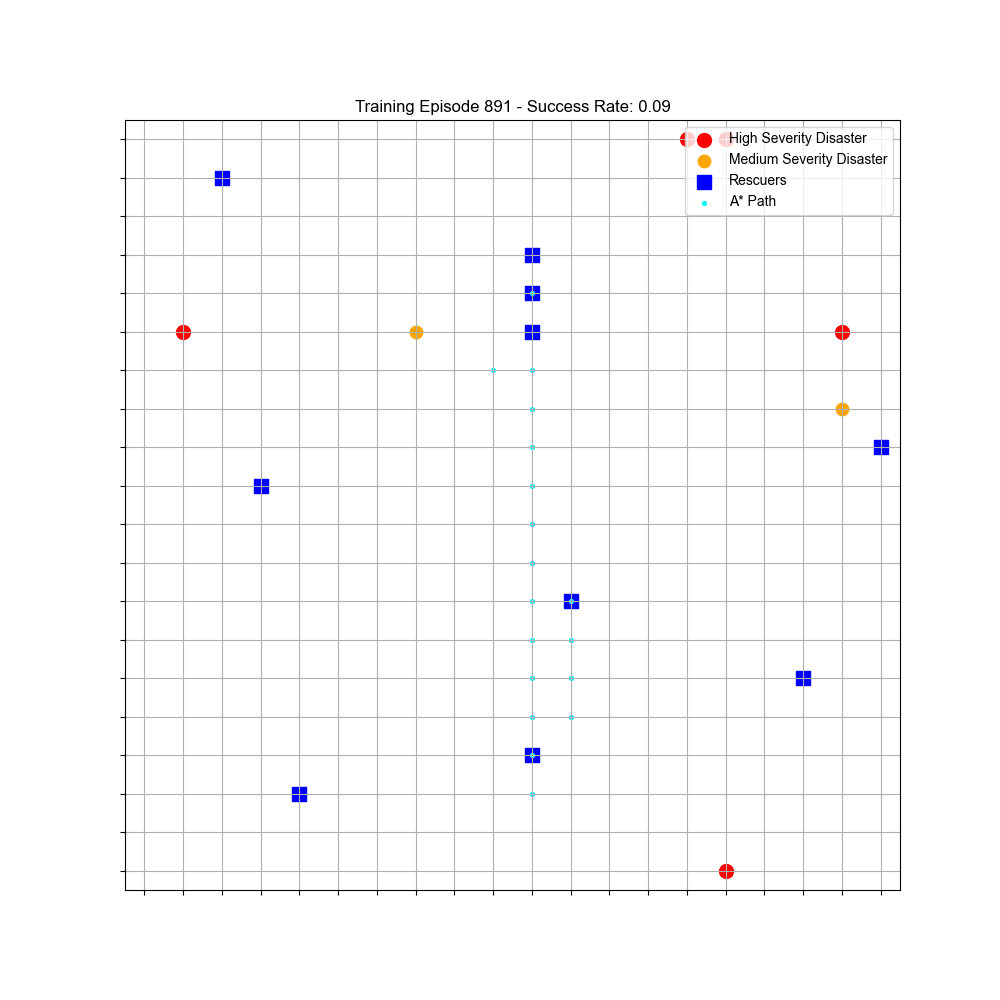 Training Episode 891 - Success Rate: 0.09
High Severity Disaster
Medium Severity Disaster
Rescuers
A* Path